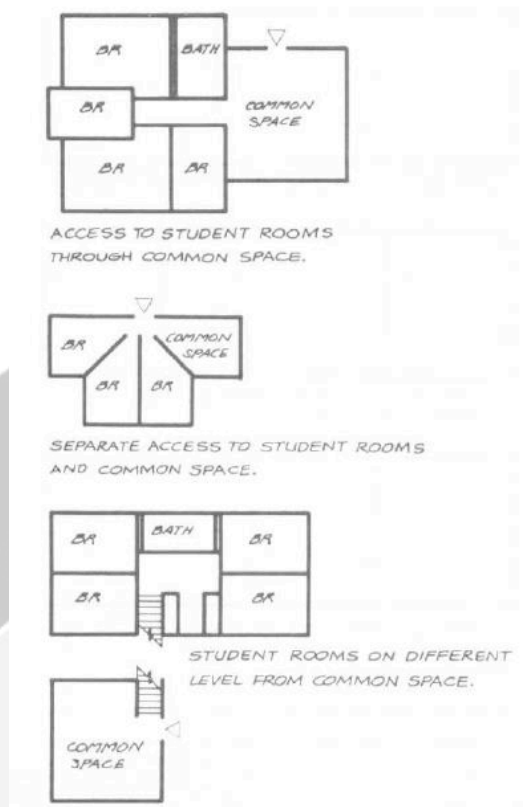 BR
BATH
BR
COMMON
SPACE
BR
BR
ACCESS TO STUDENT ROOMS
THROUGH COMMON SPACE.
BR
COMMON
SPACE
BR
BR
SEPARATE ACCESS TO STUDENT ROOMS
AND COMMON SPACE.
BR
BATH
BR
BR
BR
STUDENT ROOMS ON DIFFERENT
LEVEL FROM COMMON SPACE.
COMMON
SPACE